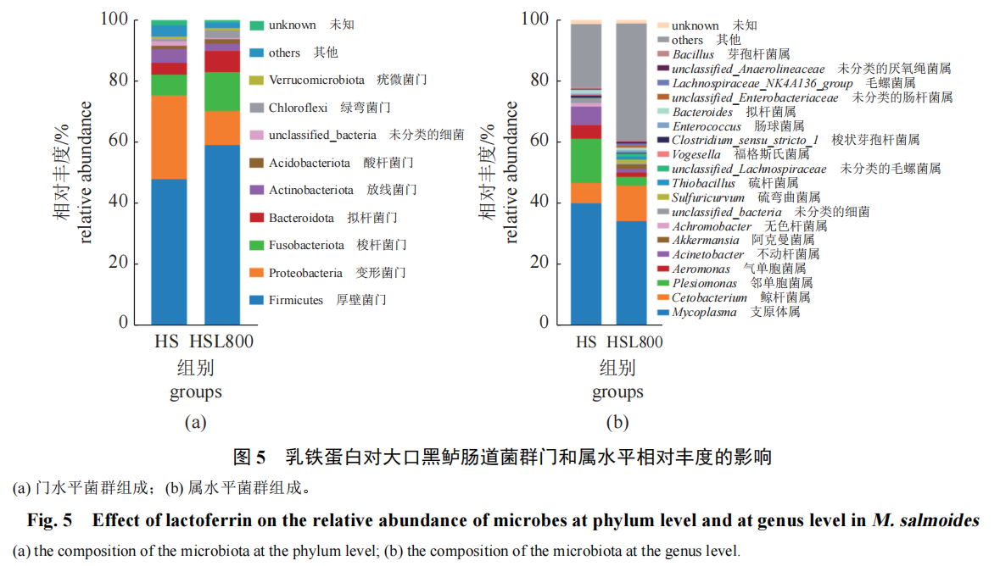 100
80
60
40
20
0
相对丰度/%
relative abundance
HS HSL800
组别
groups
(a)
unknown 未知
others 其他
Verrucomicrobiota 疣微菌门
Chloroflexi 绿弯菌门
unclassified_bacteria 未分类的细菌
Acidobacteriota 酸杆菌门
Actinobacteriota 放线菌门
Bacteroidota 拟杆菌门
Fusobacteriota 梭杆菌门
Proteobacteria 变形菌门
Firmicutes 厚壁菌门
100
80
60
40
20
0
相对丰度/%
relative abundance
HS HSL800
组别
groups
(b)
unknown 未知
others 其他
Bacillus 芽孢杆菌属
unclassified_Anaerolineaceae 未分类的厌氧绳菌属
Lachnospiraceae_NK4A136_group 毛螺菌属
unclassified_Enterobacteriaceae 未分类的肠杆菌属
Bacteroides 拟杆菌属
Enterococcus 肠球菌属
Clostridium_sensu_stricto_1 梭状芽孢杆菌属
Vogesella 福格斯氏菌属
unclassified_Lachnospiraceae 未分类的毛螺菌属
Thiobacillus 硫杆菌属
Sulfuricurvum 硫弯曲菌属
unclassified_bacteria 未分类的细菌
Achromobacter 无色杆菌属
Akkermansia 阿克曼菌属
Acinetobacter 不动杆菌属
Aeromonas 气单胞菌属
Plesiomonas 邻单胞菌属
Cetobacterium 鲸杆菌属
Mycoplasma 支原体属
图 5 乳铁蛋白对大口黑鲈肠道菌群门和属水平相对丰度的影响
(a) 门水平菌群组成；(b) 属水平菌群组成。
Fig. 5 Effect of lactoferrin on the relative abundance of microbes at phylum level and at genus level in M. salmoides
(a) the composition of the microbiota at the phylum level; (b) the composition of the microbiota at the genus level.